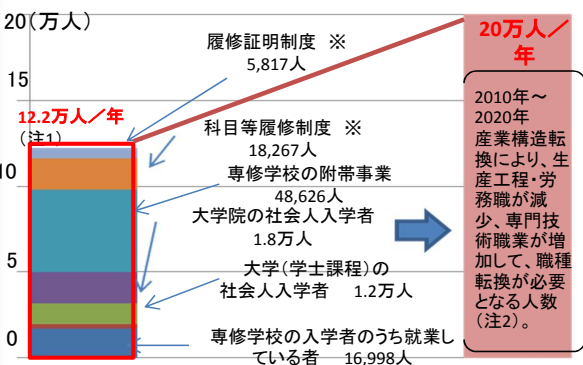 20(万人)
15
10
5
0
12.2万人／年
(注1)
履修証明制度　※
5,817人
科目等履修制度　※
18,267人
専修学校の附帯事業
48,626人
大学院の社会人入学者
1.8万人
大学(学士課程)の
社会人入学者　1.2万人
専修学校の入学者のうち就業し
ている者　16,998人
20万人／
年
2010年～
2020年
産業構造転
換により、生
産工程・労
務職が減
少、専門技
術職業が増
加して、職種
転換が必要
となる人数
(注2)。